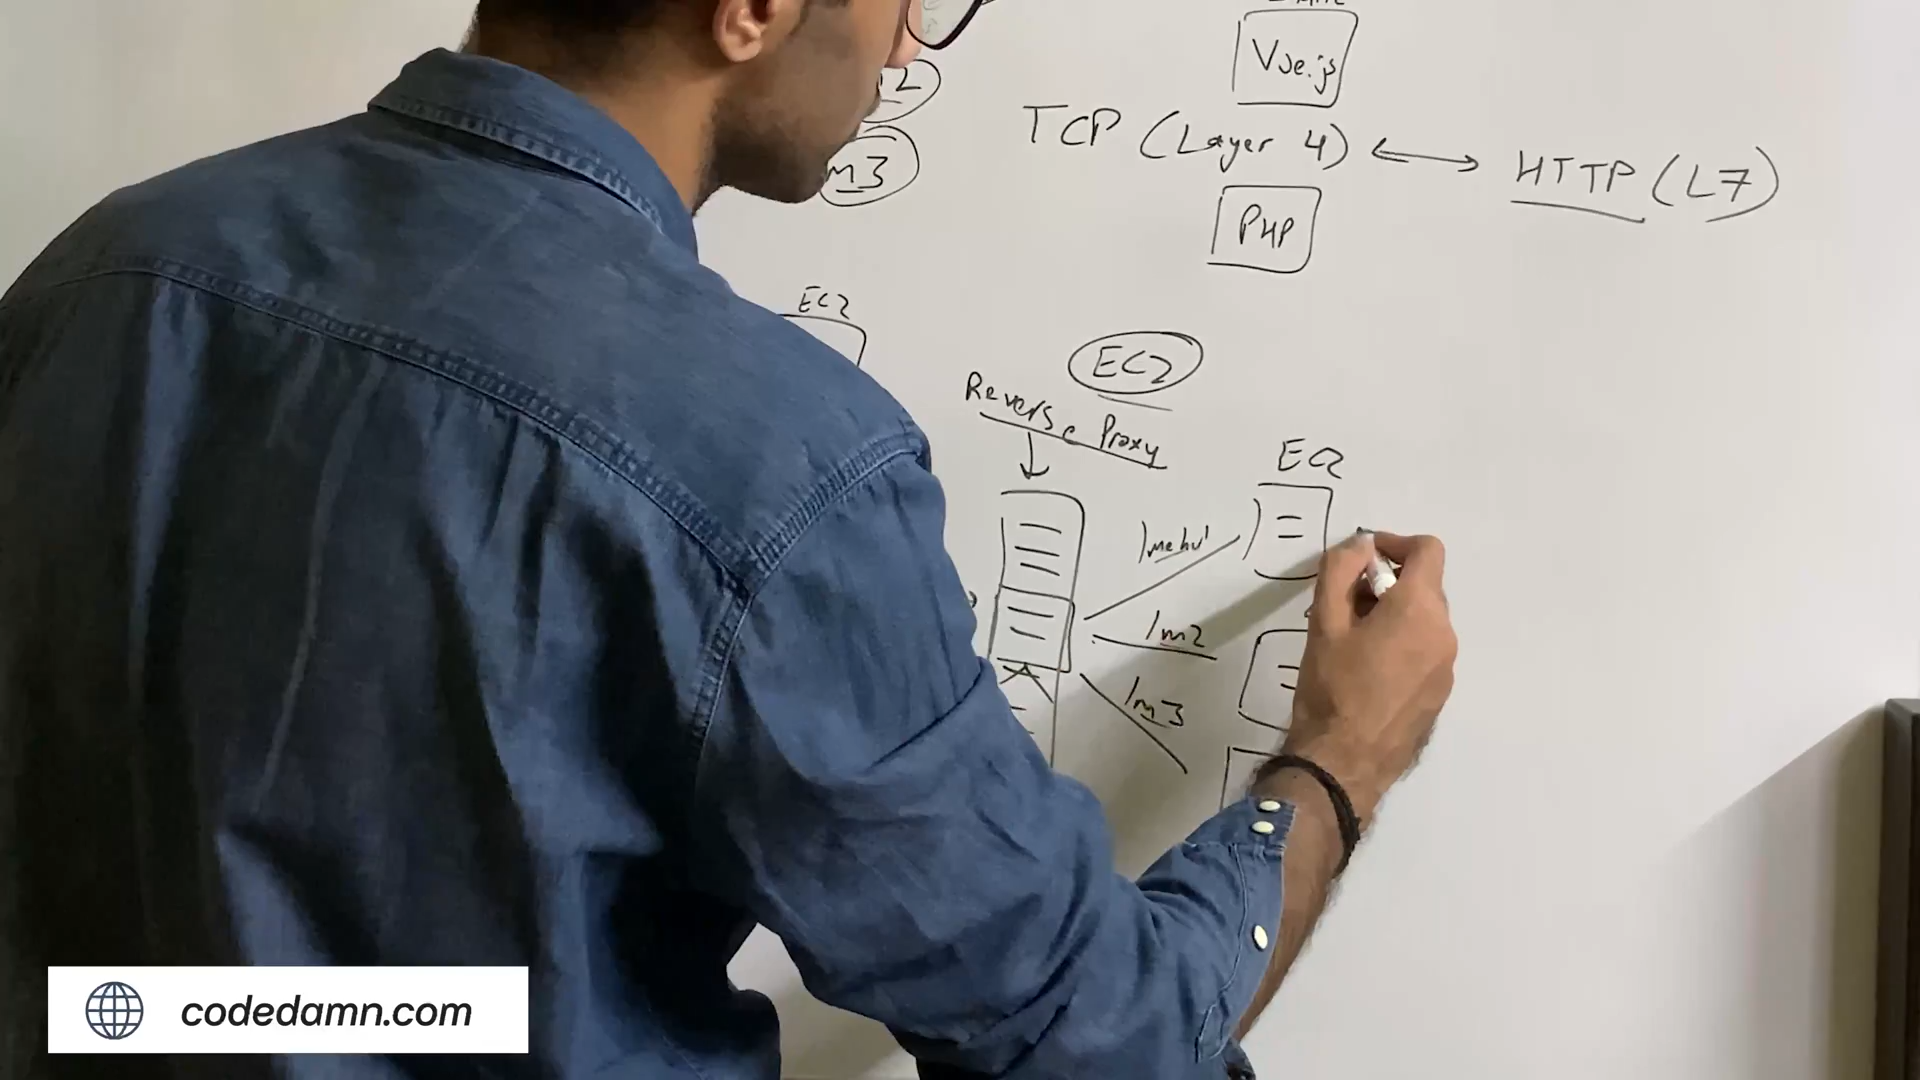 Vue.js
TCP (Layer 4) ↔ HTTP (L7)
m3
PHP
EC2
EC2
Reverse Proxy
EC2
/mehul
/m2
/m3
codedamn.com